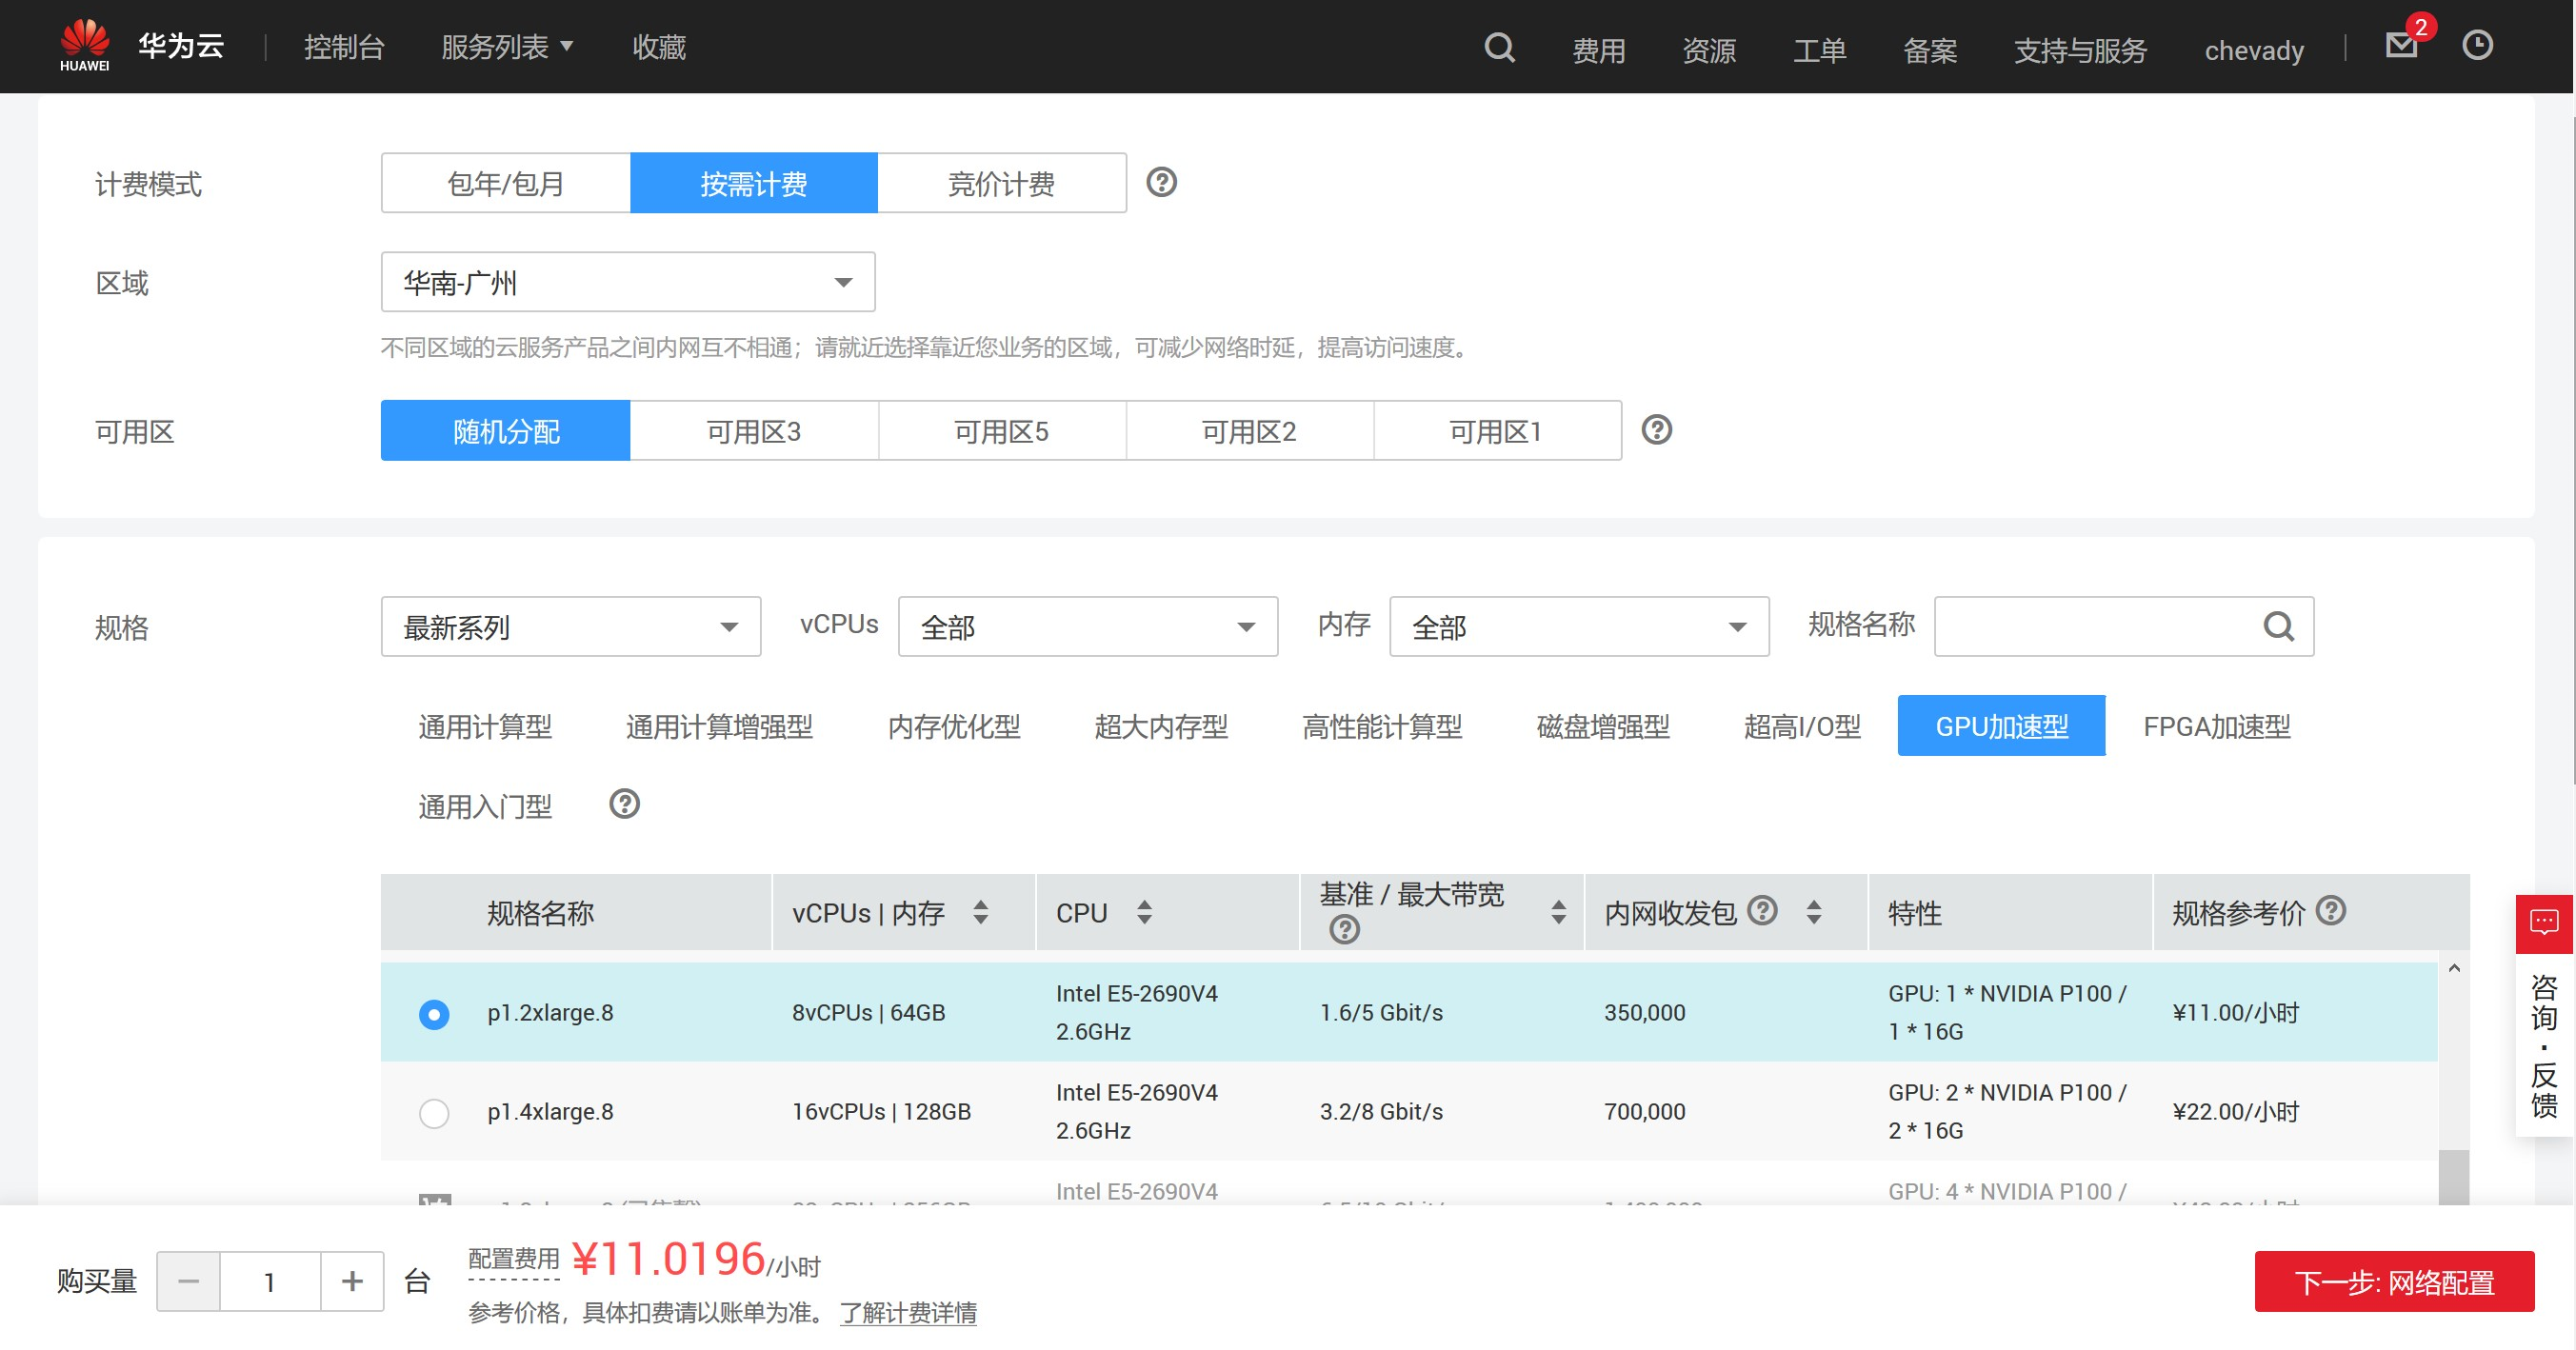 HUAWEI 华为云 控制台 服务列表 收藏 费用 资源 工单 备案 支持与服务 chevady 2
计费模式 包年/包月 按需计费 竞价计费
区域 华南-广州
不同区域的云服务产品之间内网互不相通；请就近选择靠近您业务的区域，可减少网络时延，提高访问速度。
可用区 随机分配 可用区3 可用区5 可用区2 可用区1
规格 最新系列 vCPUs 全部 内存 全部 规格名称
通用计算型 通用计算增强型 内存优化型 超大内存型 高性能计算型 磁盘增强型 超高I/O型 GPU加速型 FPGA加速型
通用入门型
规格名称 vCPUs | 内存 CPU 基准 / 最大带宽 内网收发包 特性 规格参考价
p1.2xlarge.8 8vCPUs | 64GB Intel E5-2690V4 2.6GHz 1.6/5 Gbit/s 350,000 GPU: 1 * NVIDIA P100 / 1 * 16G ¥11.00/小时
p1.4xlarge.8 16vCPUs | 128GB Intel E5-2690V4 2.6GHz 3.2/8 Gbit/s 700,000 GPU: 2 * NVIDIA P100 / 2 * 16G ¥22.00/小时
Intel E5-2690V4 GPU: 4 * NVIDIA P100 /
咨询·反馈
购买量 1 台 配置费用 ¥11.0196/小时
参考价格，具体扣费请以账单为准。 了解计费详情
下一步: 网络配置